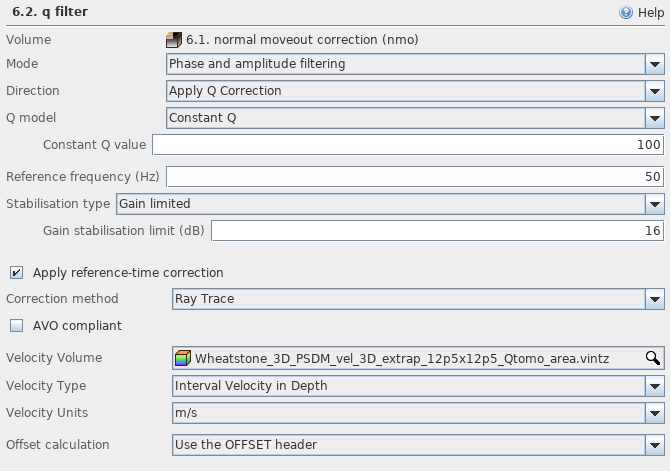 6.2. q filter
Help
Volume 6.1. normal moveout correction (nmo)
Mode Phase and amplitude filtering
Direction Apply Q Correction
Q model Constant Q
Constant Q value 100
Reference frequency (Hz) 50
Stabilisation type Gain limited
Gain stabilisation limit (dB) 16
Apply reference-time correction
Correction method Ray Trace
AVO compliant
Velocity Volume Wheatstone_3D_PSDM_vel_3D_extrap_12p5x12p5_Qtomo_area.vintz
Velocity Type Interval Velocity in Depth
Velocity Units m/s
Offset calculation Use the OFFSET header